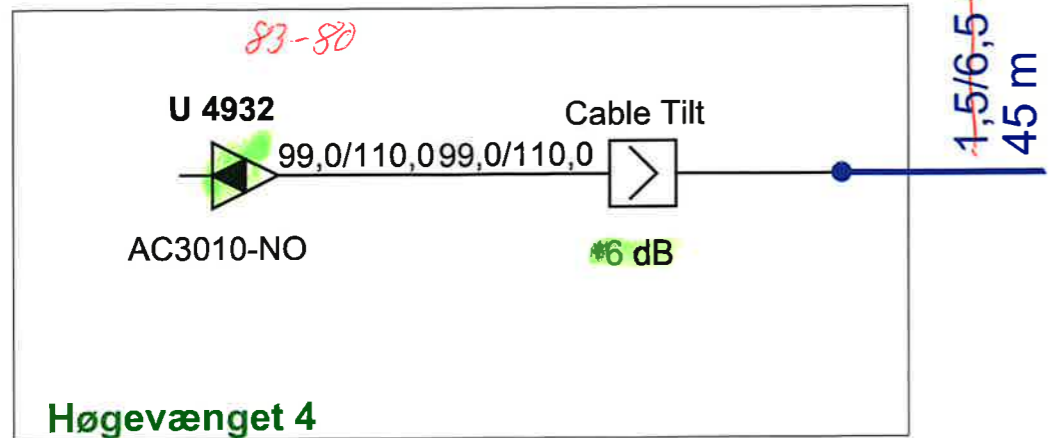 83-80
U 4932
Cable Tilt
99,0/110,099,0/110,0
AC3010-NO
*6 dB
Høgevænget 4
1,5/6,5
45 m